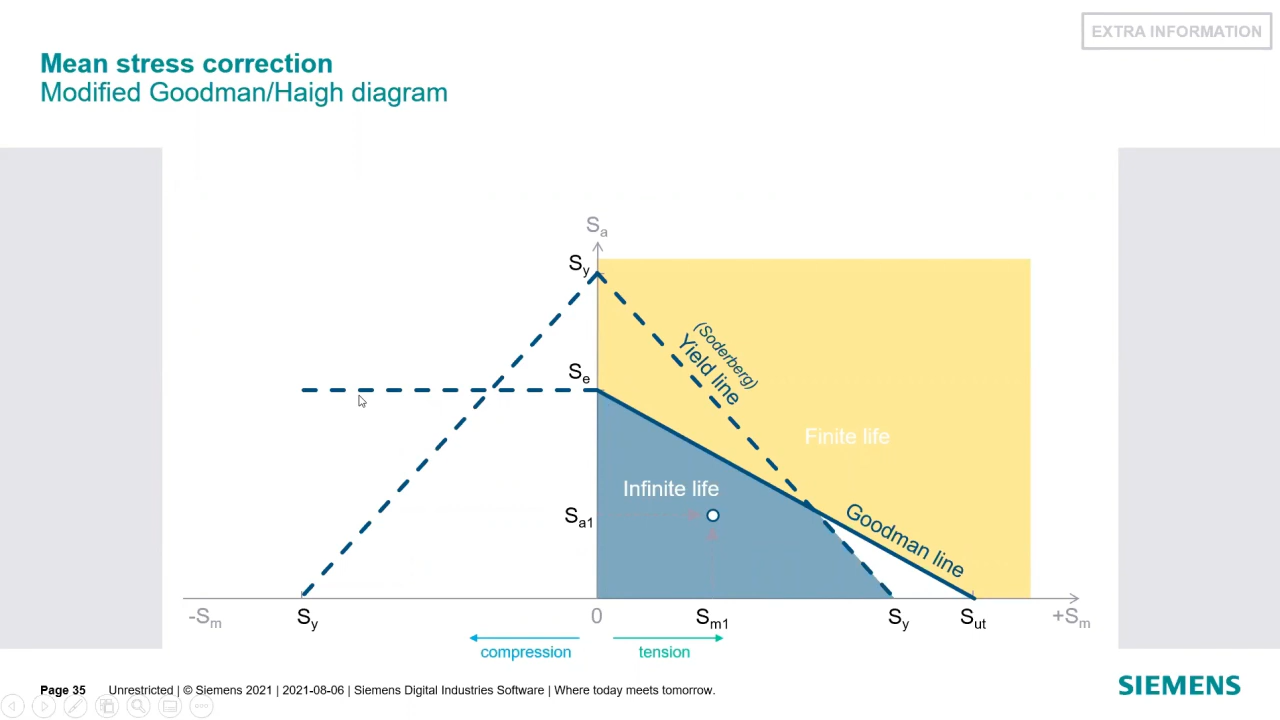 EXTRA INFORMATION
Mean stress correction
Modified Goodman/Haigh diagram
Sa
Sy
(Soderberg)
Yield line
Se
Finite life
Infinite life
Sa1
Goodman line
-Sm
Sy
0
Sm1
Sy
Sut
+Sm
compression
tension
Page 35 Unrestricted | © Siemens 2021 | 2021-08-06 | Siemens Digital Industries Software | Where today meets tomorrow.
SIEMENS